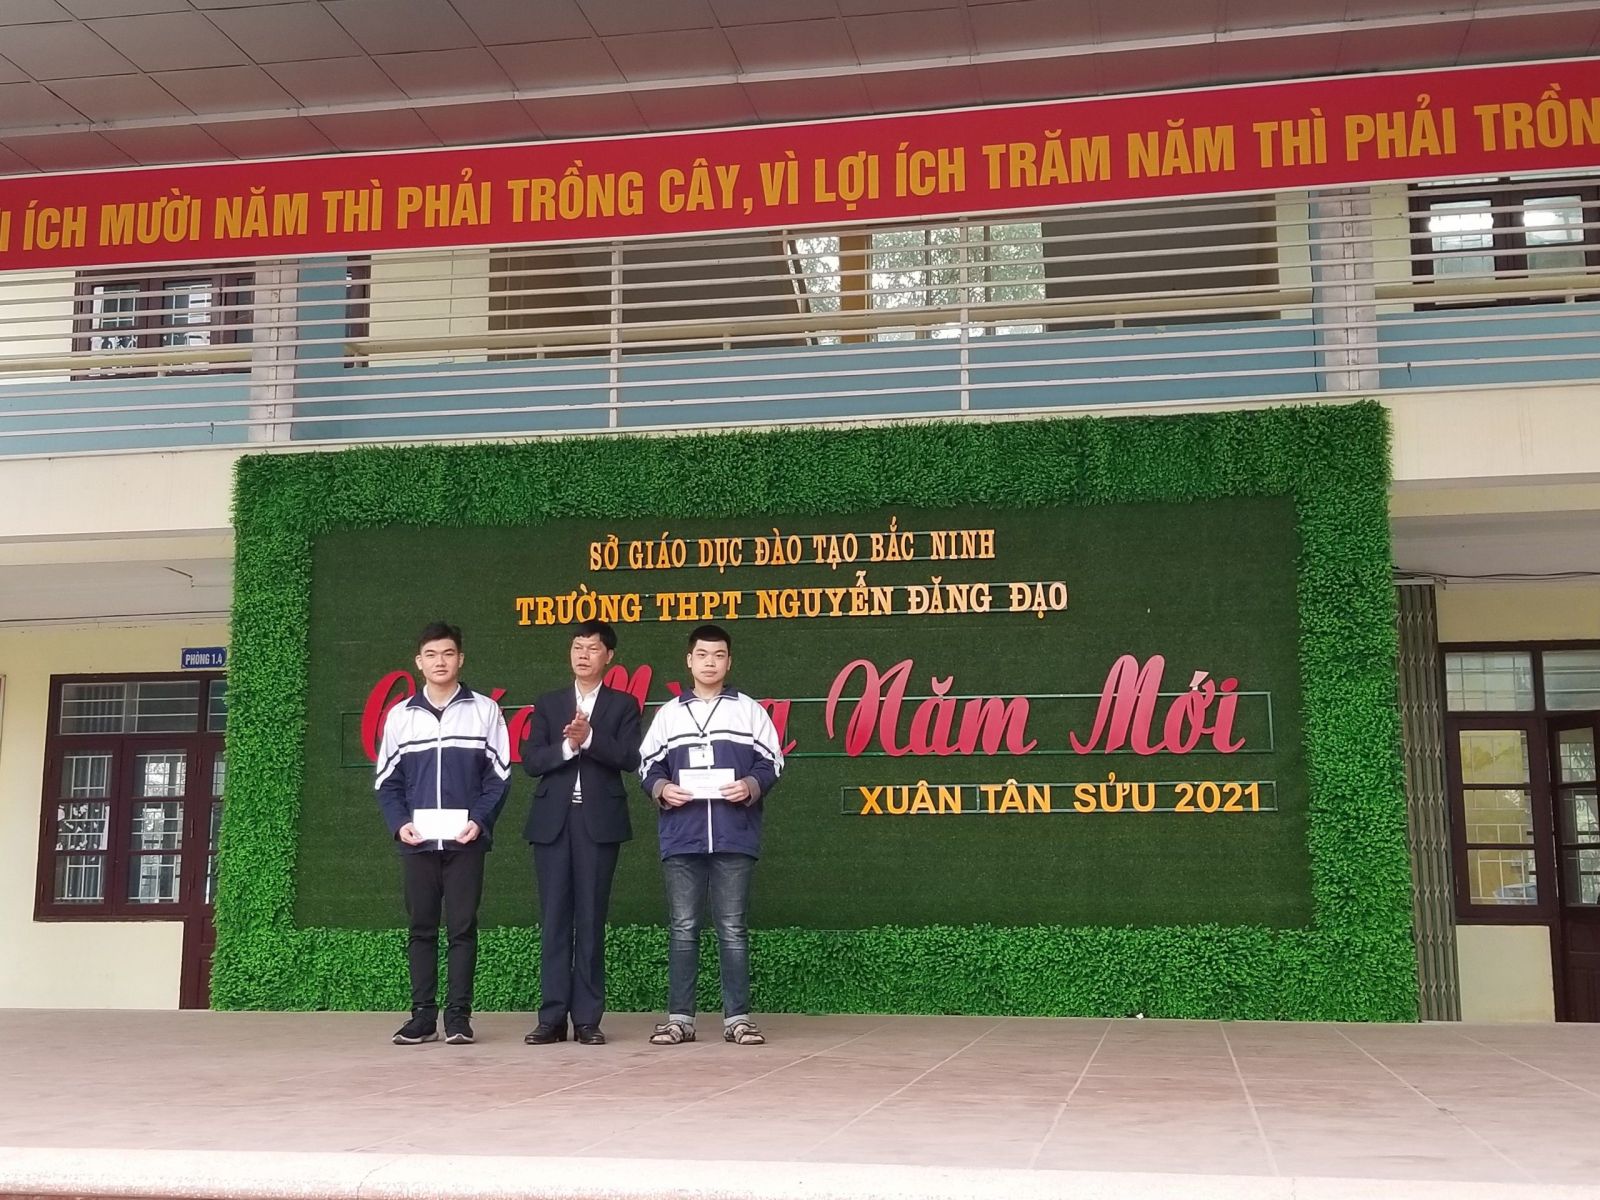 ÍCH MƯỜI NĂM THÌ PHẢI TRỒNG CÂY, VÌ LỢI ÍCH TRĂM NĂM THÌ PHẢI TRỒN
SỞ GIÁO DỤC ĐÀO TẠO BẮC NINH
TRƯỜNG THPT NGUYỄN ĐĂNG ĐẠO
PHÒNG 1.4
Năm Mới
XUÂN TÂN SỬU 2021